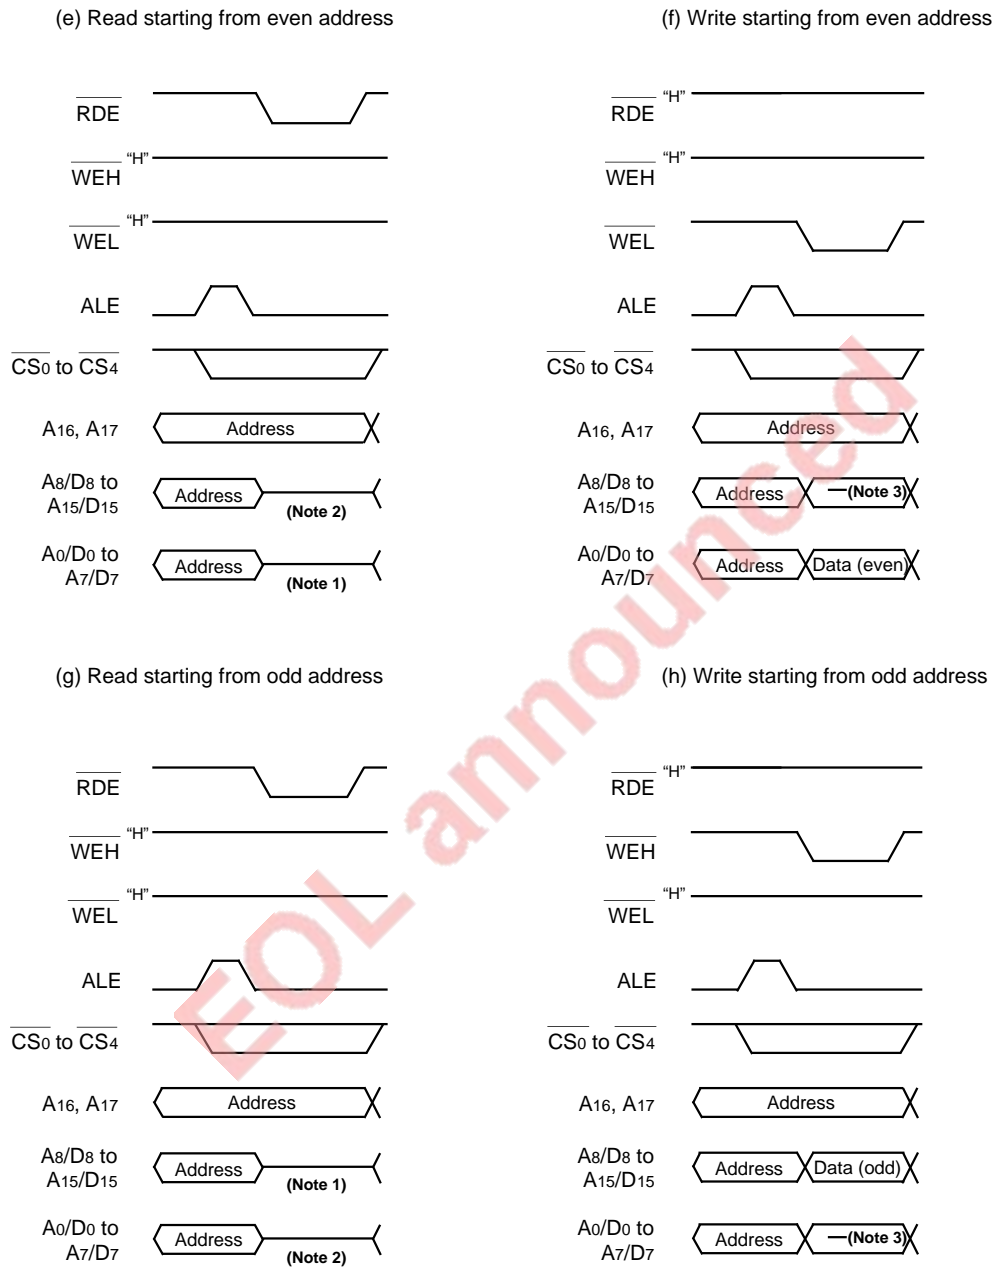 (e) Read starting from even address
RDE
WEH “H”
WEL “H”
ALE
CS0 to CS4
A16, A17 Address
A8/D8 to
A15/D15 Address (Note 2)
A0/D0 to
A7/D7 Address (Note 1)
(f) Write starting from even address
RDE “H”
WEH “H”
WEL
ALE
CS0 to CS4
A16, A17 Address
A8/D8 to
A15/D15 Address —(Note 3)
A0/D0 to
A7/D7 Address Data (even)
(g) Read starting from odd address
RDE
WEH “H”
WEL “H”
ALE
CS0 to CS4
A16, A17 Address
A8/D8 to
A15/D15 Address (Note 1)
A0/D0 to
A7/D7 Address (Note 2)
(h) Write starting from odd address
RDE “H”
WEH
WEL “H”
ALE
CS0 to CS4
A16, A17 Address
A8/D8 to
A15/D15 Address Data (odd)
A0/D0 to
A7/D7 Address —(Note 3)
EOL announced